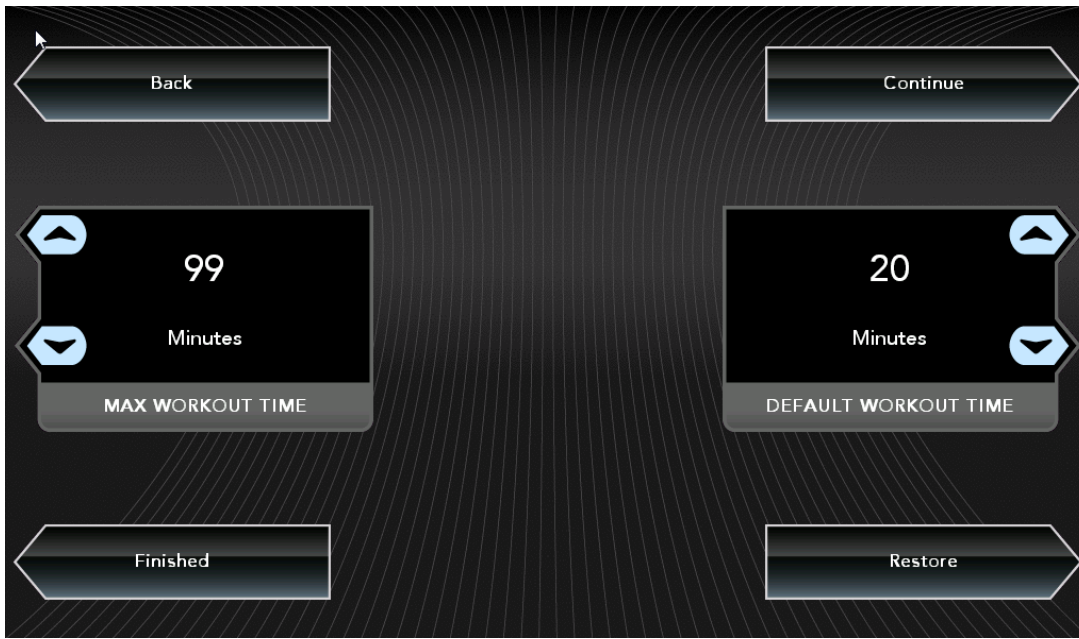 Back
Continue
99
Minutes
MAX WORKOUT TIME
20
Minutes
DEFAULT WORKOUT TIME
Finished
Restore